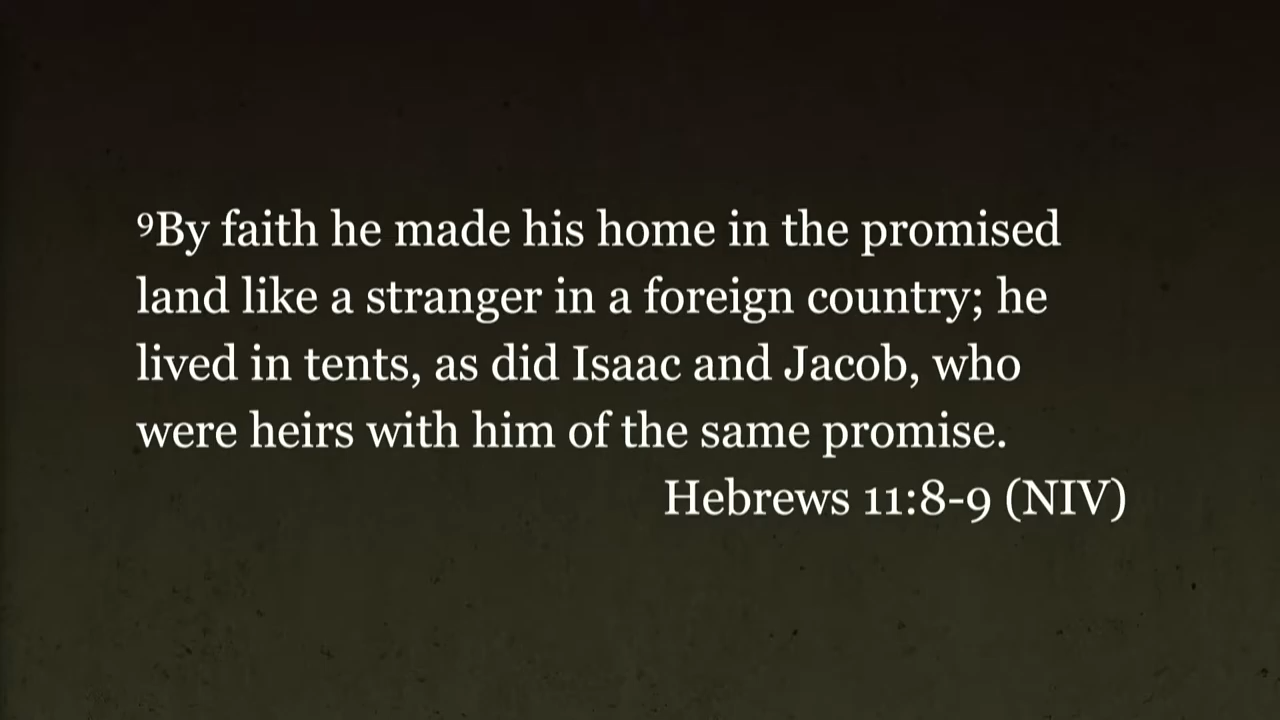 ⁹By faith he made his home in the promised
land like a stranger in a foreign country; he
lived in tents, as did Isaac and Jacob, who
were heirs with him of the same promise.
Hebrews 11:8-9 (NIV)